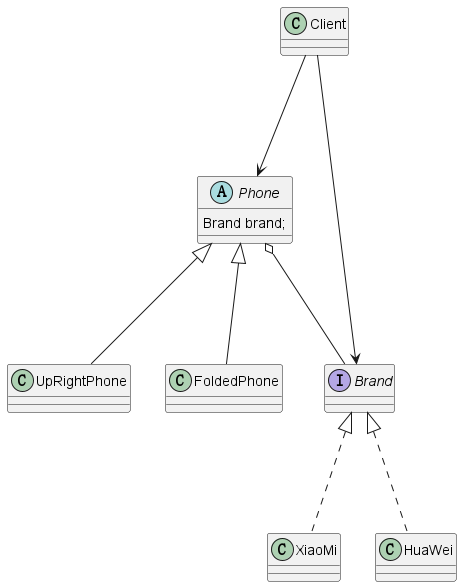 C Client
A Phone
Brand brand;
C UpRightPhone
C FoldedPhone
I Brand
C XiaoMi
C HuaWei